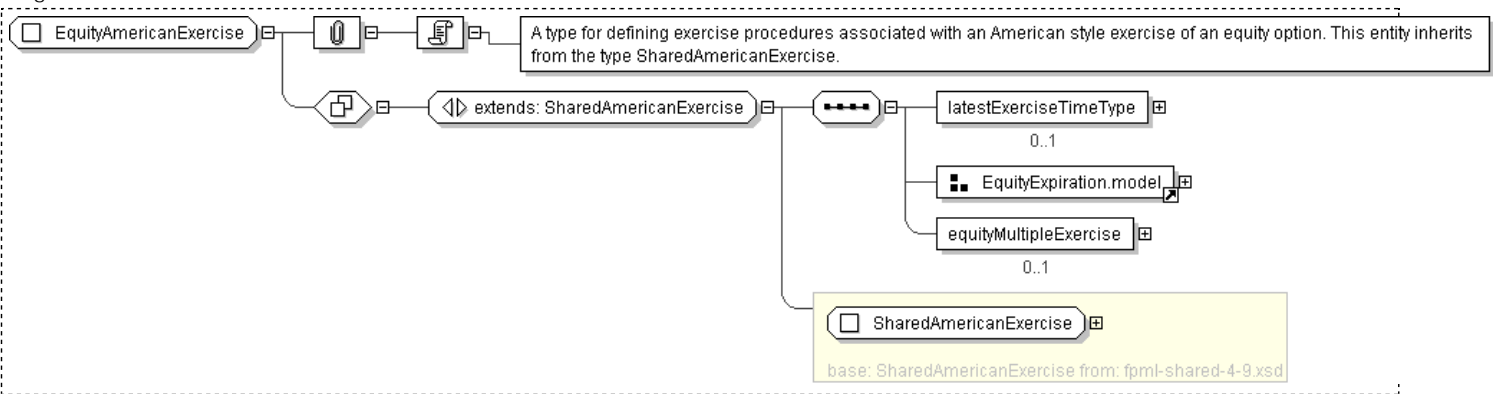 EquityAmericanExercise
A type for defining exercise procedures associated with an American style exercise of an equity option. This entity inherits
from the type SharedAmericanExercise.
extends: SharedAmericanExercise
latestExerciseTimeType
0..1
EquityExpiration.model
equityMultipleExercise
0..1
SharedAmericanExercise
base: SharedAmericanExercise from: fpml-shared-4-9.xsd